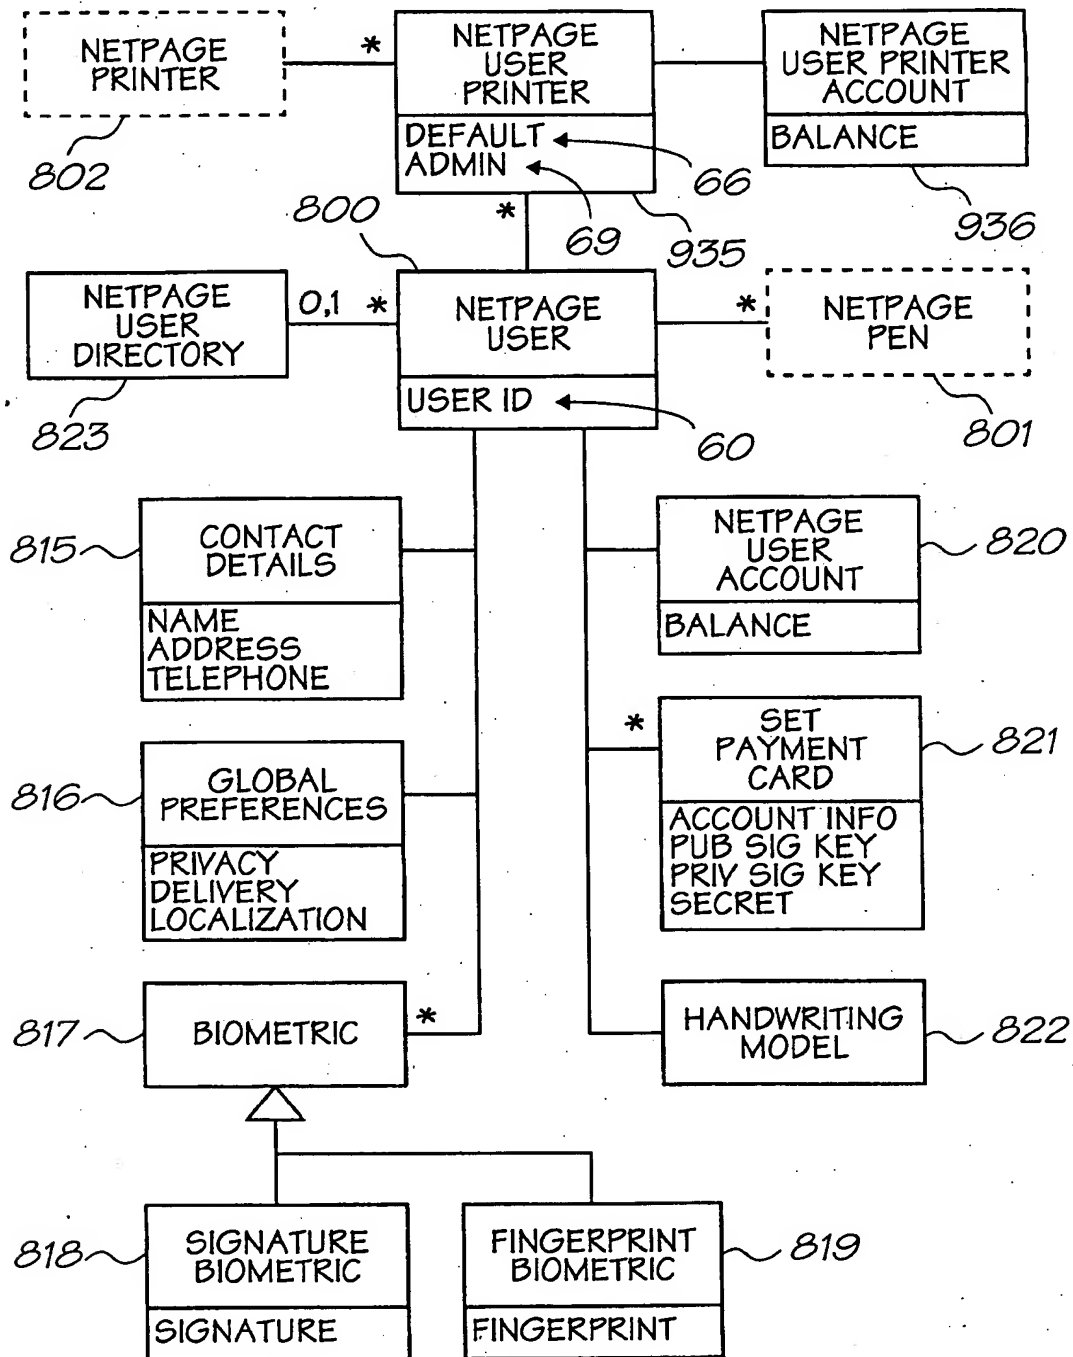 NETPAGE
PRINTER
802
*
NETPAGE
USER
PRINTER
DEFAULT
ADMIN
66
69
935
*
NETPAGE
USER PRINTER
ACCOUNT
BALANCE
936
800
NETPAGE
USER
DIRECTORY
823
0,1
*
NETPAGE
USER
USER ID
60
*
NETPAGE
PEN
801
815
CONTACT
DETAILS
NAME
ADDRESS
TELEPHONE
NETPAGE
USER
ACCOUNT
BALANCE
820
816
GLOBAL
PREFERENCES
PRIVACY
DELIVERY
LOCALIZATION
*
SET
PAYMENT
CARD
ACCOUNT INFO
PUB SIG KEY
PRIV SIG KEY
SECRET
821
817
BIOMETRIC
*
HANDWRITING
MODEL
822
818
SIGNATURE
BIOMETRIC
SIGNATURE
FINGERPRINT
BIOMETRIC
FINGERPRINT
819